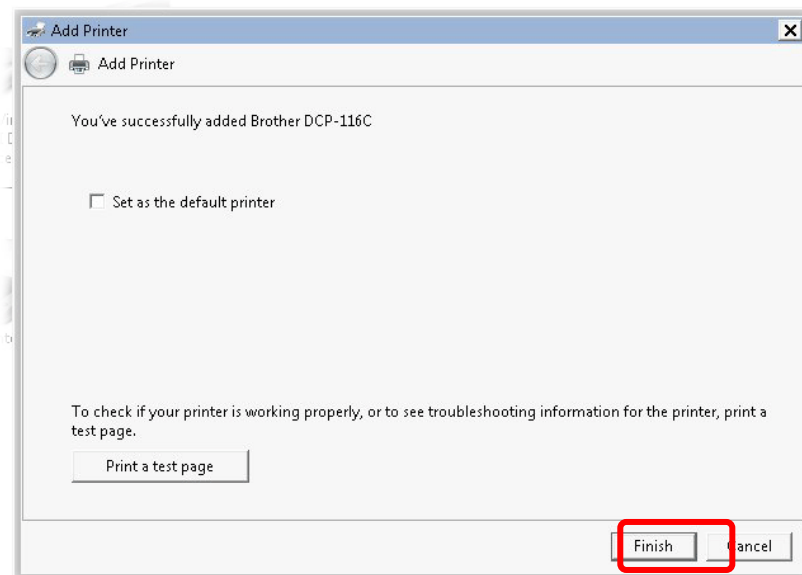 Add Printer
Add Printer
You've successfully added Brother DCP-116C
Set as the default printer
To check if your printer is working properly, or to see troubleshooting information for the printer, print a
test page.
Print a test page
Finish
Cancel